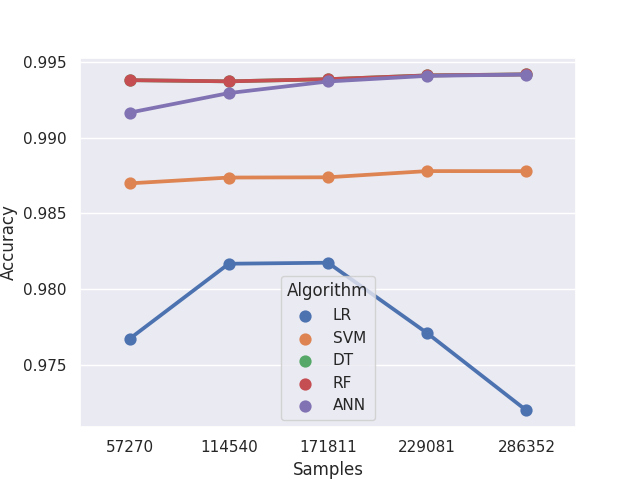 0.995
0.990
0.985
0.980
0.975
Accuracy
Algorithm
LR
SVM
DT
RF
ANN
57270 114540 171811 229081 286352
Samples